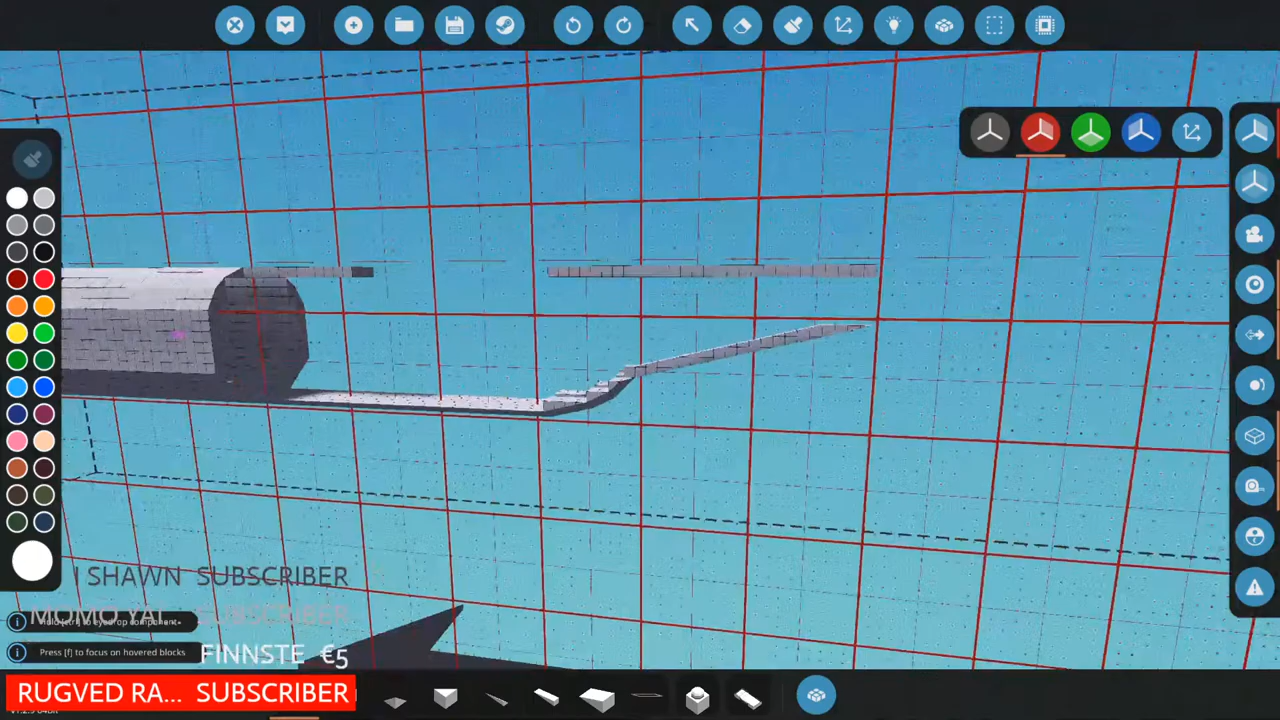 I SHAWN SUBSCRIBER
MOMO YAI SUBSCRIBER
Press [f] to focus on hovered blocks
FINNSTE €5
RUGVED RA... SUBSCRIBER